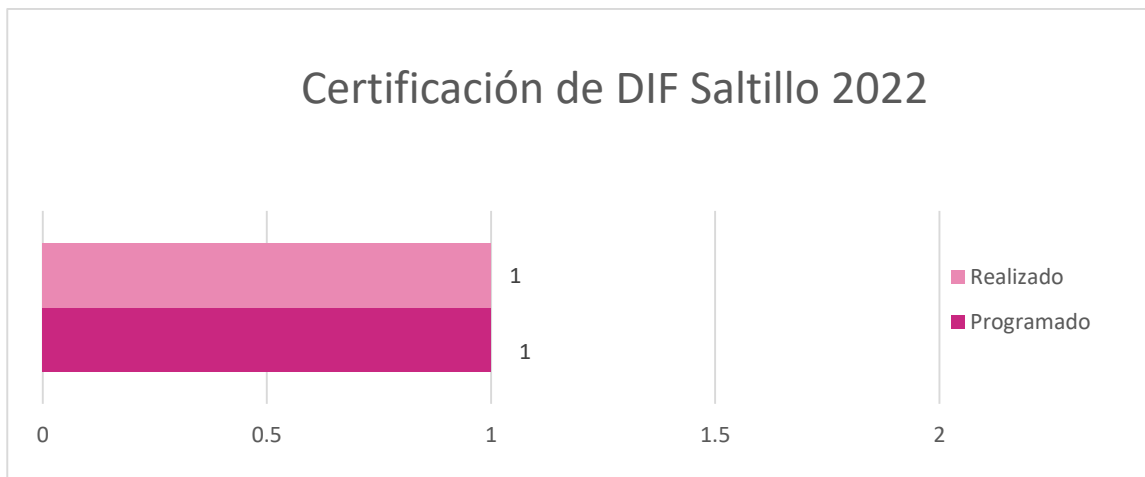 Certificación de DIF Saltillo 2022
1
Realizado
Programado
1
0 0.5 1 1.5 2